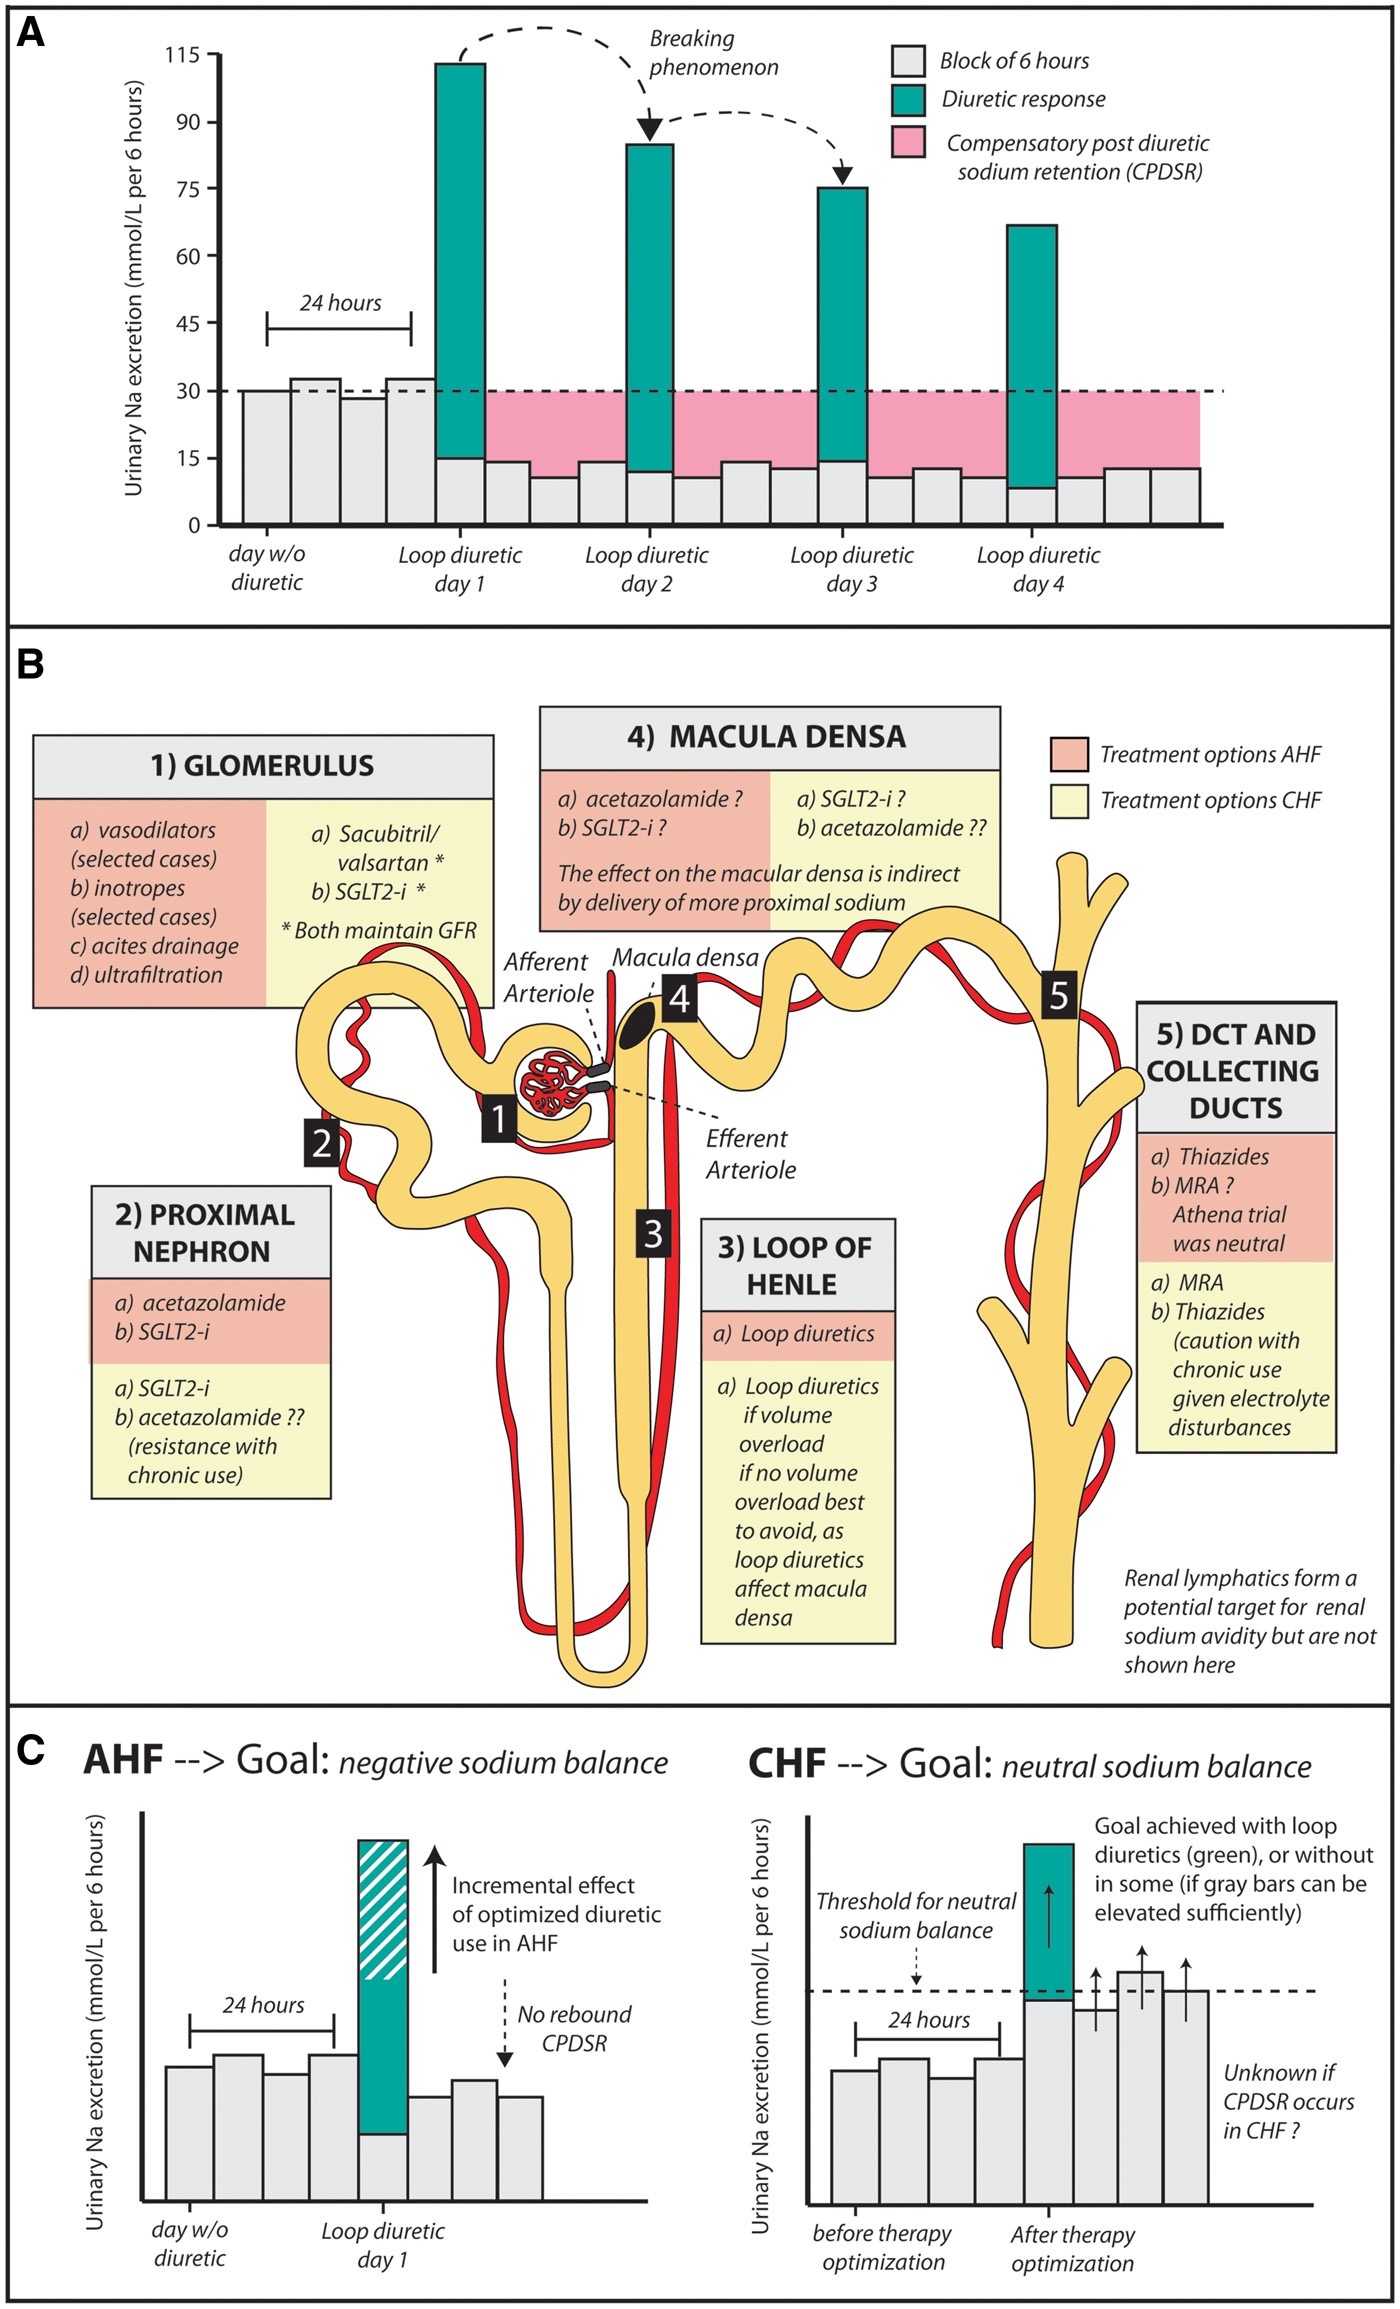 A
Urinary Na excretion (mmol/L per 6 hours)
115
90
75
60
45
30
15
0
24 hours
Breaking
phenomenon
Block of 6 hours
Diuretic response
Compensatory post diuretic
sodium retention (CPDSR)
day w/o
diuretic
Loop diuretic
day 1
Loop diuretic
day 2
Loop diuretic
day 3
Loop diuretic
day 4
B
1) GLOMERULUS
a) vasodilators
(selected cases)
b) inotropes
(selected cases)
c) acites drainage
d) ultrafiltration
a) Sacubitril/
valsartan *
b) SGLT2-i *
* Both maintain GFR
4) MACULA DENSA
a) acetazolamide ?
b) SGLT2-i ?
a) SGLT2-i ?
b) acetazolamide ??
The effect on the macular densa is indirect
by delivery of more proximal sodium
Treatment options AHF
Treatment options CHF
Afferent
Arteriole
Macula densa
4
5
1
2
3
Efferent
Arteriole
2) PROXIMAL
NEPHRON
a) acetazolamide
b) SGLT2-i
a) SGLT2-i
b) acetazolamide ??
(resistance with
chronic use)
3) LOOP OF
HENLE
a) Loop diuretics
a) Loop diuretics
if volume
overload
if no volume
overload best
to avoid, as
loop diuretics
affect macula
densa
5) DCT AND
COLLECTING
DUCTS
a) Thiazides
b) MRA ?
Athena trial
was neutral
a) MRA
b) Thiazides
(caution with
chronic use
given electrolyte
disturbances
Renal lymphatics form a
potential target for renal
sodium avidity but are not
shown here
C
AHF --> Goal: negative sodium balance
Urinary Na excretion (mmol/L per 6 hours)
24 hours
Incremental effect
of optimized diuretic
use in AHF
No rebound
CPDSR
day w/o
diuretic
Loop diuretic
day 1
CHF --> Goal: neutral sodium balance
Urinary Na excretion (mmol/L per 6 hours)
Threshold for neutral
sodium balance
24 hours
Goal achieved with loop
diuretics (green), or without
in some (if gray bars can be
elevated sufficiently)
Unknown if
CPDSR occurs
in CHF ?
before therapy
optimization
After therapy
optimization